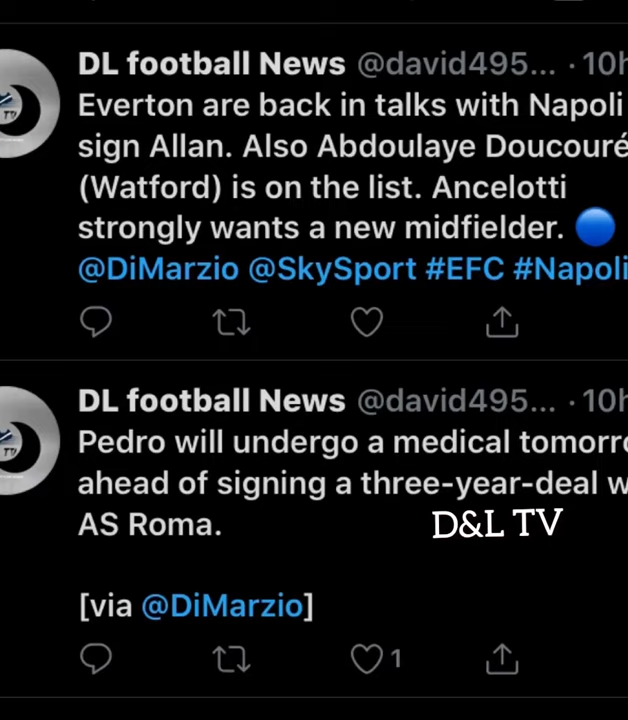 DL football News @david495... · 10h
Everton are back in talks with Napoli
sign Allan. Also Abdoulaye Doucouré
(Watford) is on the list. Ancelotti
strongly wants a new midfielder.
@DiMarzio @SkySport #EFC #Napoli
DL football News @david495... · 10h
Pedro will undergo a medical
ahead of signing a three-year-deal
AS Roma.
D&L TV
[via @DiMarzio]
1